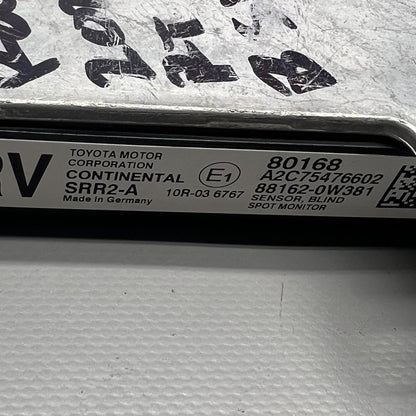 RV
TOYOTA MOTOR
CORPORATION
CONTINENTAL
SRR2-A
Made in Germany
E1
10R-03 6767
80168
A2C75476602
88162-0W381
SENSOR, BLIND
SPOT MONITOR